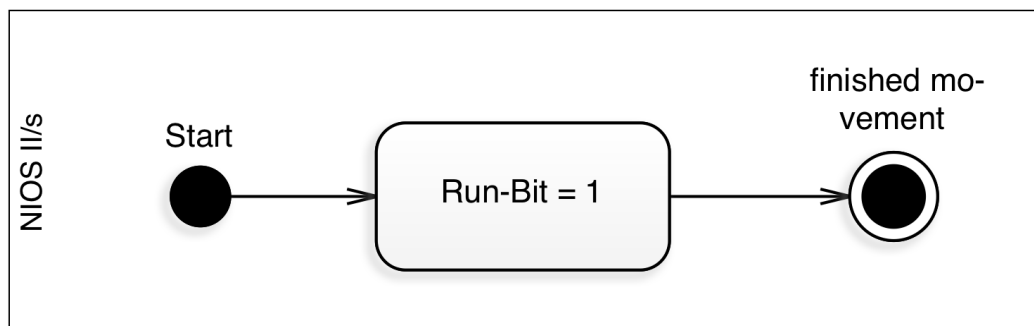 NIOS II/s
Start
Run-Bit = 1
finished mo-
vement